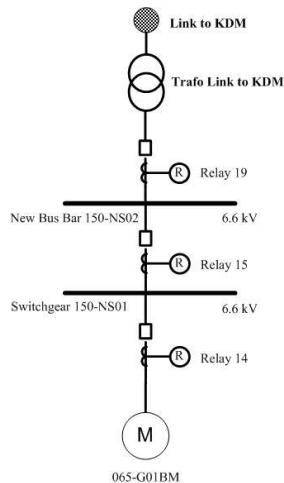 Link to KDM
Trafo Link to KDM
R Relay 19
New Bus Bar 150-NS02 6.6 kV
R Relay 15
Switchgear 150-NS01 6.6 kV
R Relay 14
M
065-G01BM